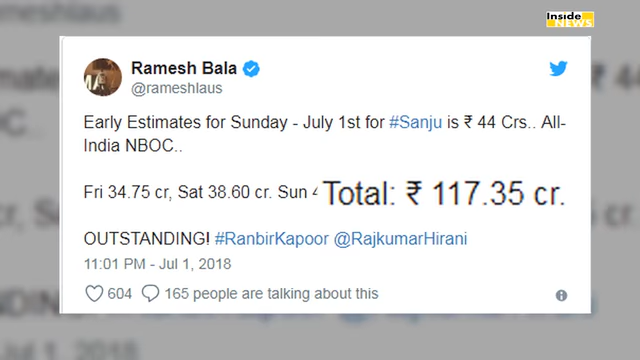 Inside
NEWS
Ramesh Bala
@rameshlaus
Early Estimates for Sunday - July 1st for #Sanju is ₹ 44 Crs.. All-
India NBOC..
Fri 34.75 cr, Sat 38.60 cr. Sun Total: ₹ 117.35 cr.
OUTSTANDING! #RanbirKapoor @RajkumarHirani
11:01 PM - Jul 1, 2018
604 165 people are talking about this